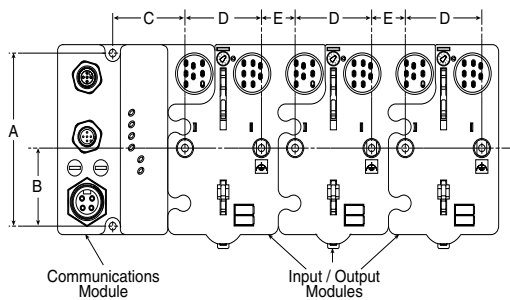 C D E D E D
A
B
Communications
Module
Input / Output
Modules